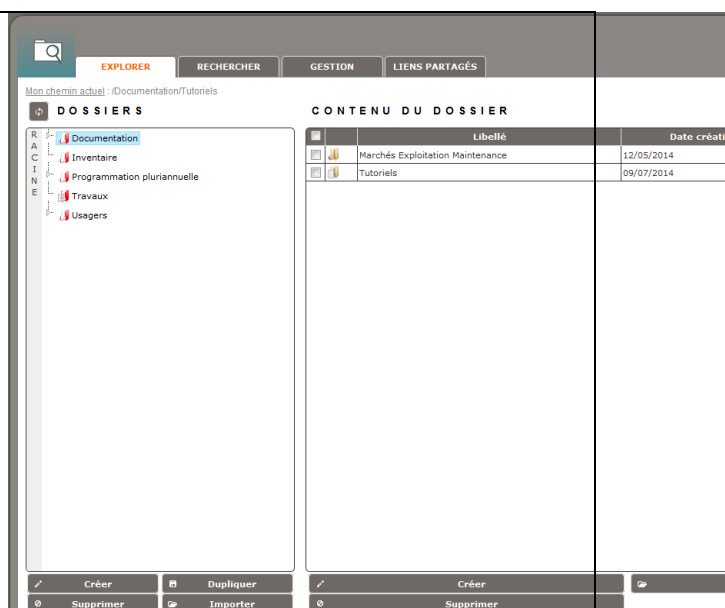 EXPLORER RECHERCHER GESTION LIENS PARTAGÉS
Mon chemin actuel : /Documentation/Tutoriels
DOSSIERS
CONTENU DU DOSSIER
RACINE
Documentation
Inventaire
Programmation pluriannuelle
Travaux
Usagers
Libellé Date créati
Marchés Exploitation Maintenance 12/05/2014
Tutoriels 09/07/2014
Créer Dupliquer Créer
Supprimer Importer Supprimer